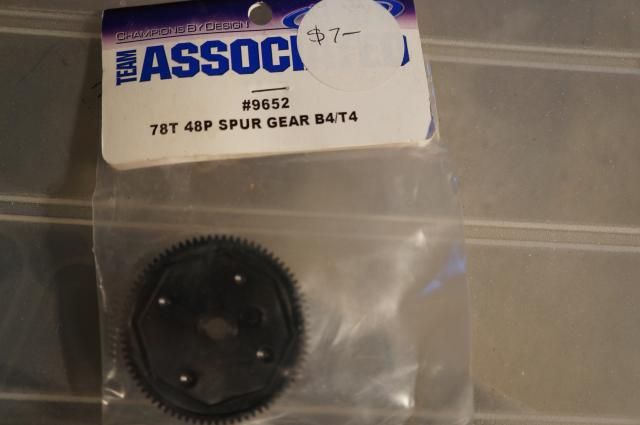 CHAMPIONS BY DESIGN
TEAM
$7-
#9652
78T 48P SPUR GEAR B4/T4